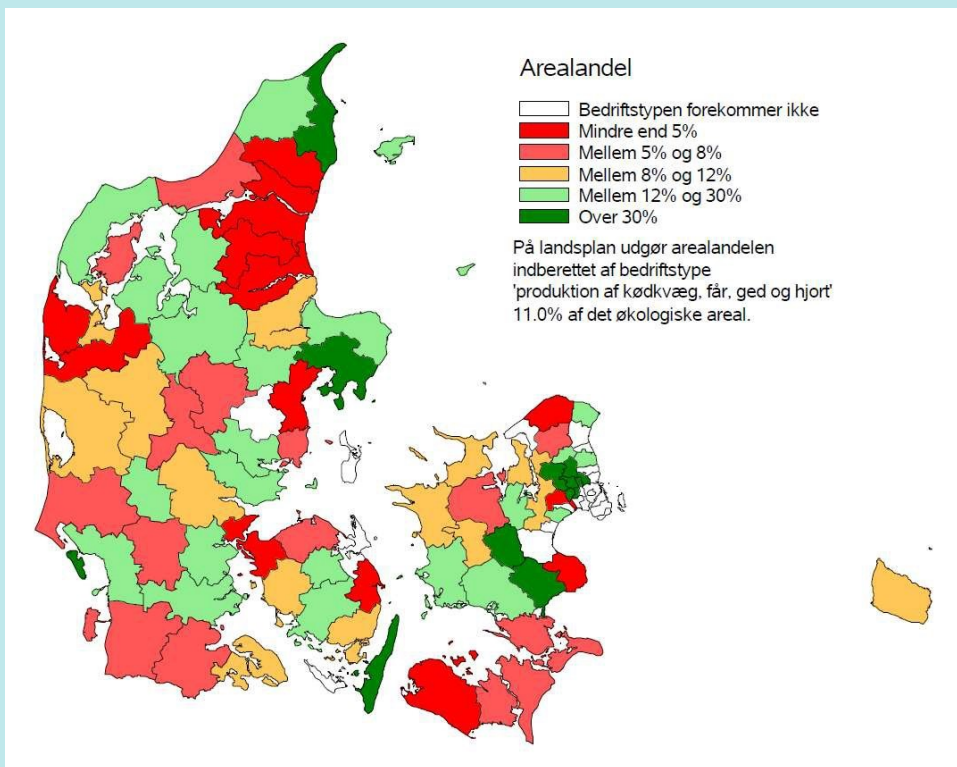 Arealandel
Bedriftstypen forekommer ikke
Mindre end 5%
Mellem 5% og 8%
Mellem 8% og 12%
Mellem 12% og 30%
Over 30%
På landsplan udgør arealandelen
indberettet af bedriftstype
'produktion af kødkvæg, får, ged og hjort'
11.0% af det økologiske areal.